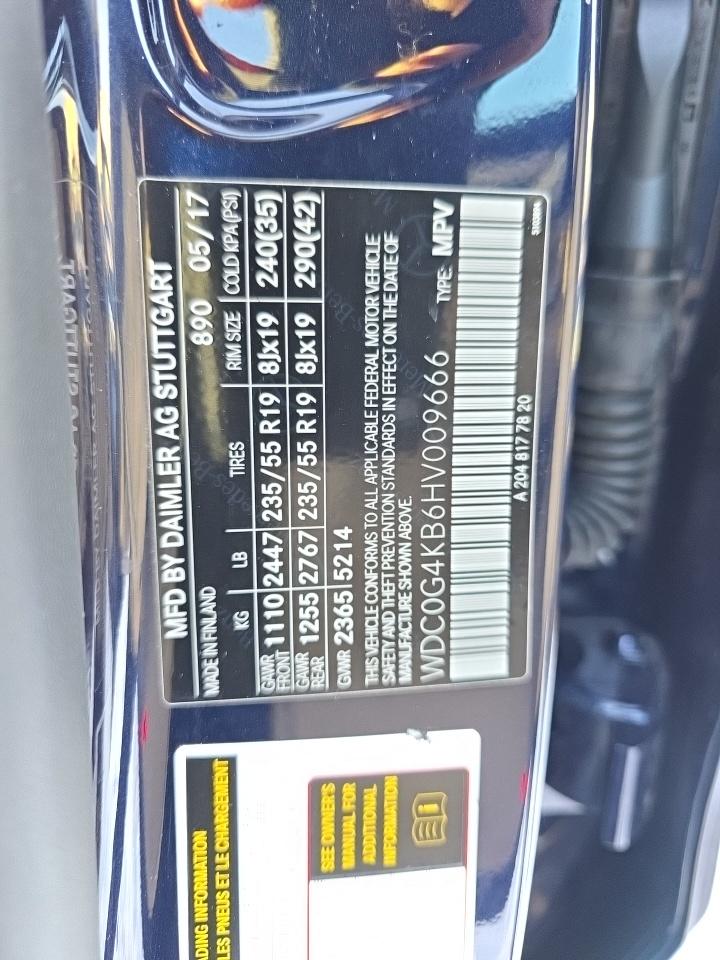 MFD BY DAIMLER AG STUTTGART
MADE IN FINLAND 890 05/17
KG LB TIRES RIM SIZE COLD KPA(PSI)
GAWR FRONT 1110 2447 235/55 R19 8Jx19 240(35)
GAWR REAR 1255 2767 235/55 R19 8Jx19 290(42)
GVWR 2365 5214
THIS VEHICLE CONFORMS TO ALL APPLICABLE FEDERAL MOTOR VEHICLE
SAFETY AND THEFT PREVENTION STANDARDS IN EFFECT ON THE DATE OF
MANUFACTURE SHOWN ABOVE.
WDC0G4KB6HV009666 TYPE: MPV
A 204 817 78 20
ADING INFORMATION
LES PNEUS ET LE CHARGEMENT
SEE OWNER'S
MANUAL FOR
ADDITIONAL
INFORMATION